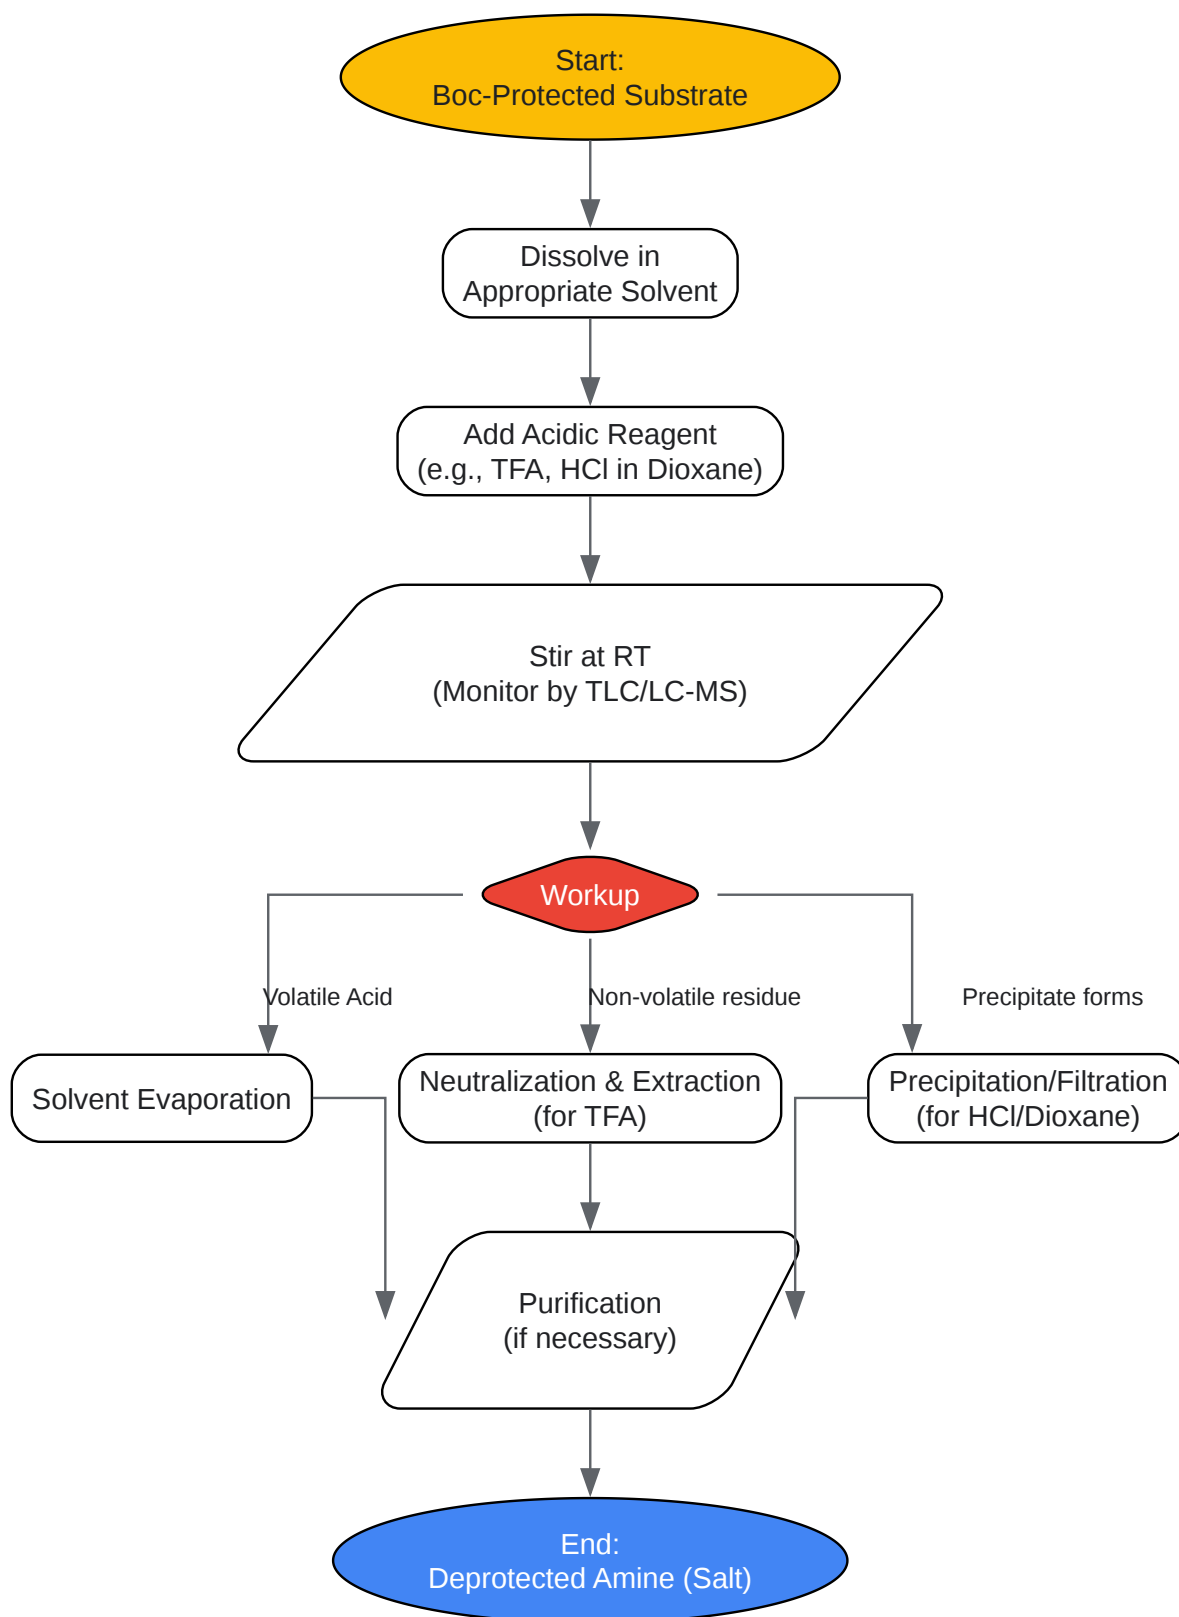 Start:
Boc-Protected Substrate
Dissolve in
Appropriate Solvent
Add Acidic Reagent
(e.g., TFA, HCl in Dioxane)
Stir at RT
(Monitor by TLC/LC-MS)
Workup
Volatile Acid
Non-volatile residue
Precipitate forms
Solvent Evaporation
Neutralization & Extraction
(for TFA)
Precipitation/Filtration
(for HCl/Dioxane)
Purification
(if necessary)
End:
Deprotected Amine (Salt)